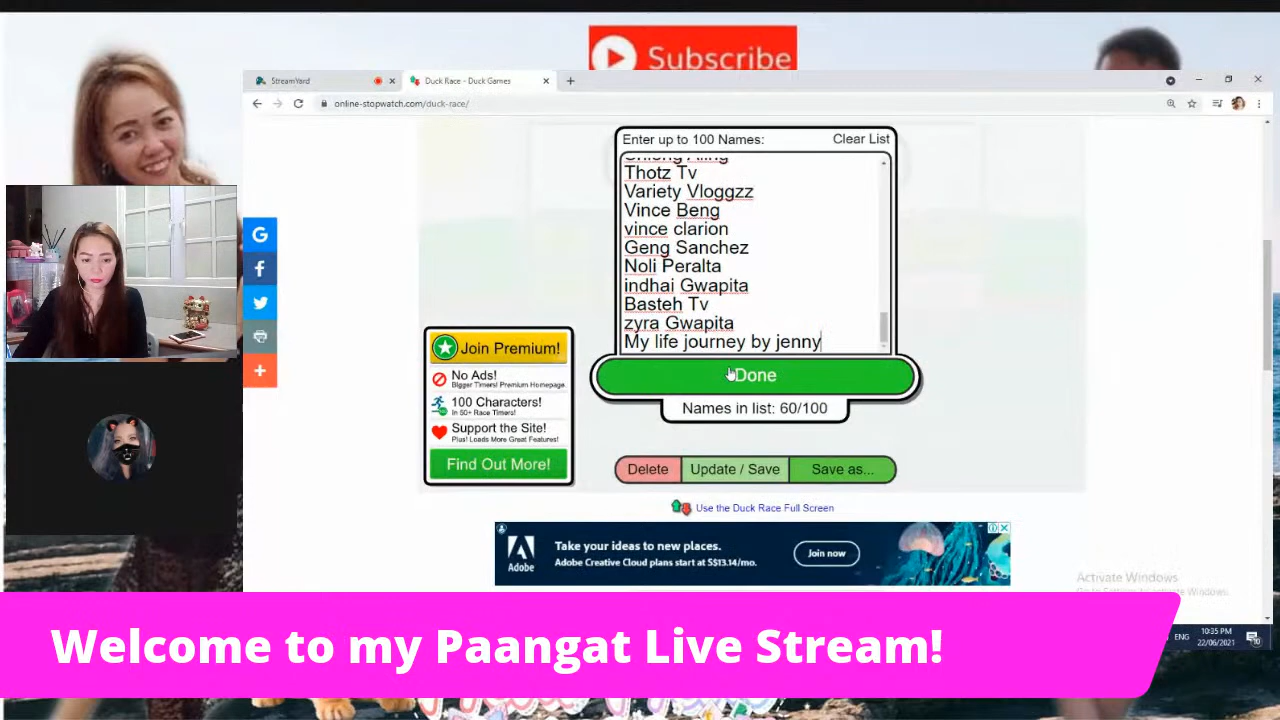 Subscribe
StreamYard
Duck Race - Duck Games
online-stopwatch.com/duck-race/
Enter up to 100 Names:
Clear List
Thotz Tv
Variety Vloggzz
Vince Beng
vince clarion
Geng Sanchez
Noli Peralta
indhai Gwapita
Basteh Tv
zyra Gwapita
My life journey by jenny
Done
Names in list: 60/100
Join Premium!
No Ads!
Bigger Timers! Premium Homepage.
100 Characters!
In 50+ Race Timers!
Support the Site!
Plus! Loads More Great Features!
Find Out More!
Delete
Update / Save
Save as...
Use the Duck Race Full Screen
Adobe
Take your ideas to new places.
Adobe Creative Cloud plans start at S$13.14/mo.
Join now
Activate Windows
ENG
10:35 PM
22/06/2021
Welcome to my Paangat Live Stream!